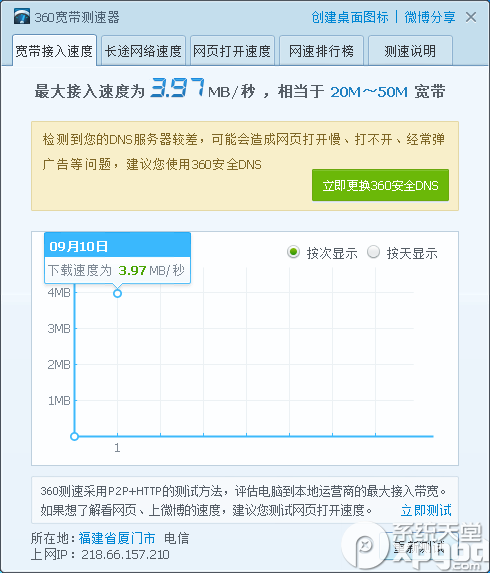 360宽带测速器
创建桌面图标 | 微博分享
宽带接入速度 长途网络速度 网页打开速度 网速排行榜 测速说明
最大接入速度为 3.97 MB/秒 ，相当于 20M～50M 宽带
检测到您的DNS服务器较差，可能会造成网页打开慢、打不开、经常弹
广告等问题，建议您使用360安全DNS
立即更换360安全DNS
09月10日
下载速度为 3.97 MB/秒
按次显示 按天显示
4MB
3MB
2MB
1MB
1
360测速采用P2P+HTTP的测试方法，评估电脑到本地运营商的最大接入带宽。
如果想了解看网页、上微博的速度，建议您测试网页打开速度。 立即测试
所在地：福建省厦门市 电信
上网IP：218.66.157.210
重新测试
系统天堂